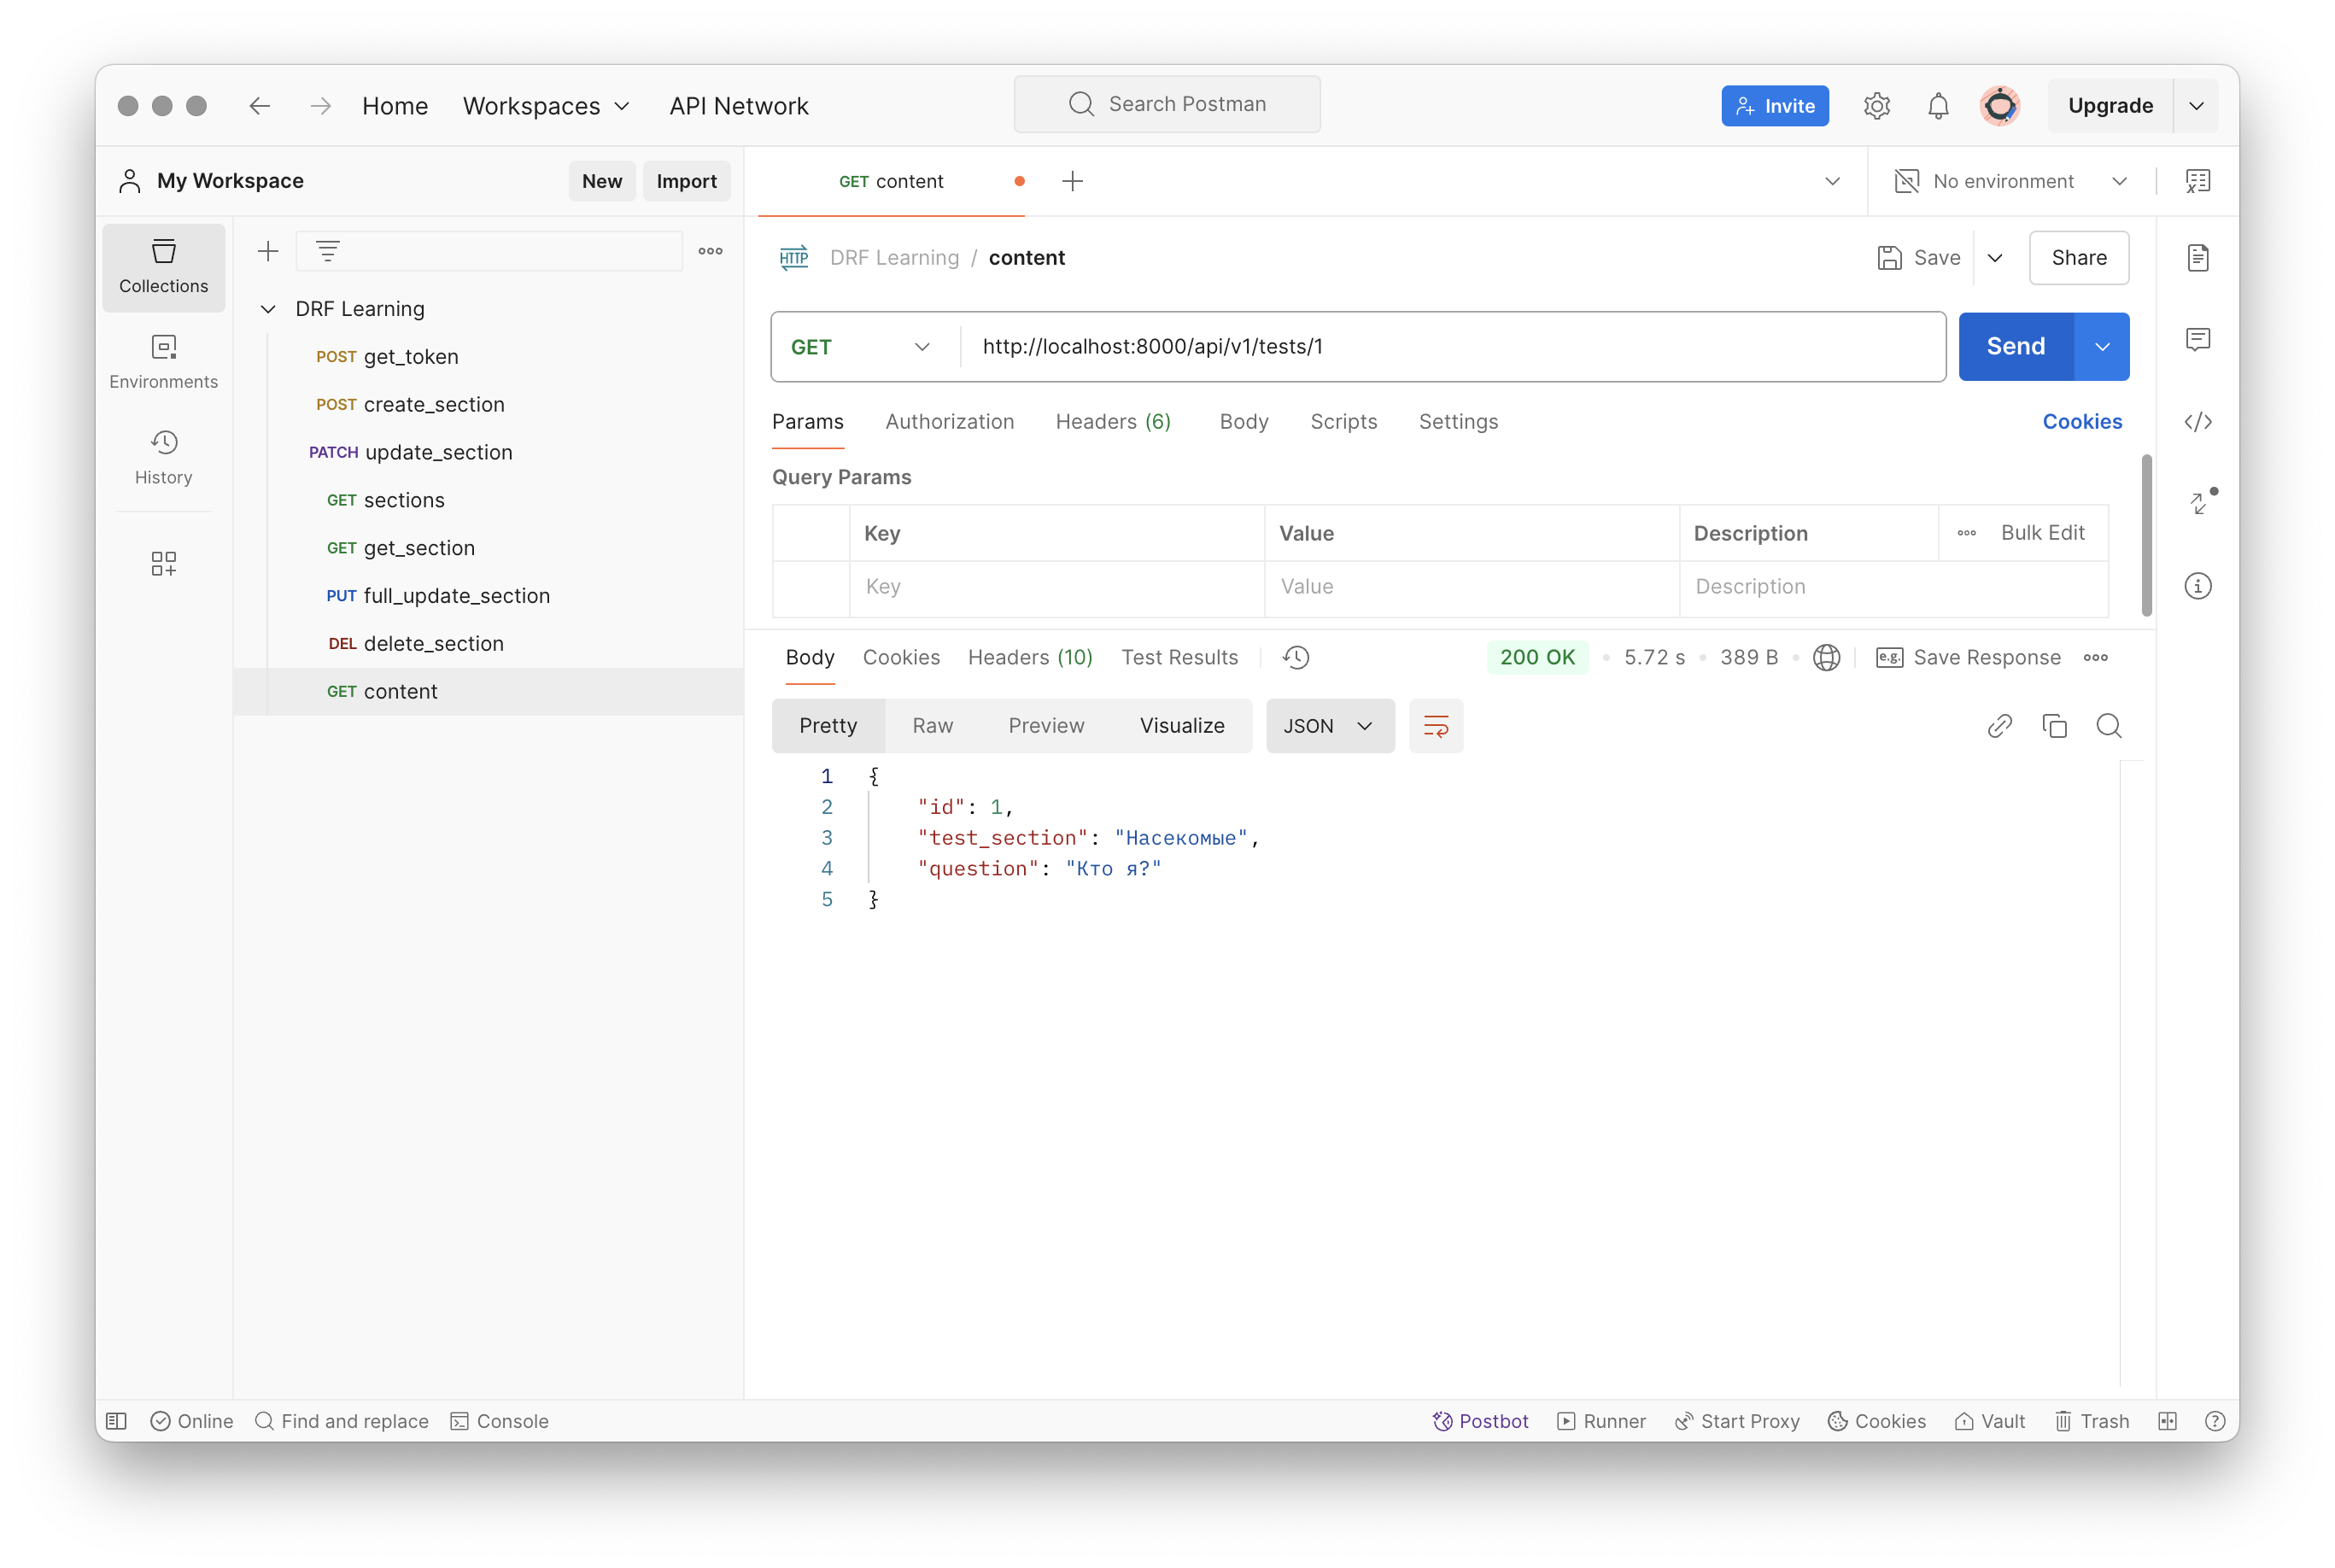 Home Workspaces API Network Search Postman Invite Upgrade
My Workspace New Import GET content No environment
Collections
Environments
History
DRF Learning
POST get_token
POST create_section
PATCH update_section
GET sections
GET get_section
PUT full_update_section
DEL delete_section
GET content
HTTP DRF Learning / content Save Share
GET http://localhost:8000/api/v1/tests/1 Send
Params Authorization Headers (6) Body Scripts Settings Cookies
Query Params
Key Value Description Bulk Edit
Key Value Description
Body Cookies Headers (10) Test Results 200 OK 5.72 s 389 B e.g. Save Response
Pretty Raw Preview Visualize JSON
1 {
2 "id": 1,
3 "test_section": "Насекомые",
4 "question": "Кто я?"
5 }
Online Find and replace Console Postbot Runner Start Proxy Cookies Vault Trash